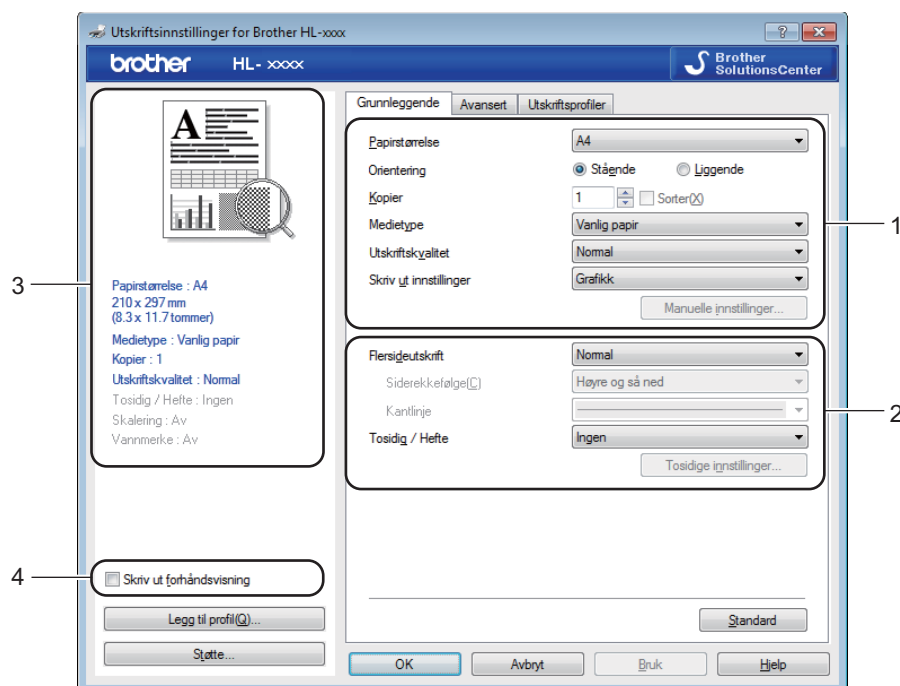 Utskriftsinnstillinger for Brother HL-xxxx
brother HL- xxxx
Brother
SolutionsCenter
Grunnleggende Avansert Utskriftsprofiler
A
Papirstørrelse A4
Orientering Stående Liggende
Kopier 1 Sorter(X)
Medietype Vanlig papir
1
Utskriftskvalitet Normal
Skriv ut innstillinger Grafikk
Manuelle innstillinger...
3
Papirstørrelse : A4
210 x 297 mm
(8.3 x 11.7 tommer)
Medietype : Vanlig papir
Kopier : 1
Utskriftskvalitet : Normal
Tosidig / Hefte : Ingen
Skalering : Av
Vannmerke : Av
Flersideutskrift Normal
Siderekkefølge(C) Høyre og så ned
Kantlinje
2
Tosidig / Hefte Ingen
Tosidige innstillinger...
4
Skriv ut forhåndsvisning
Legg til profil(Q)...
Støtte...
Standard
OK Avbryt Bruk Hjelp